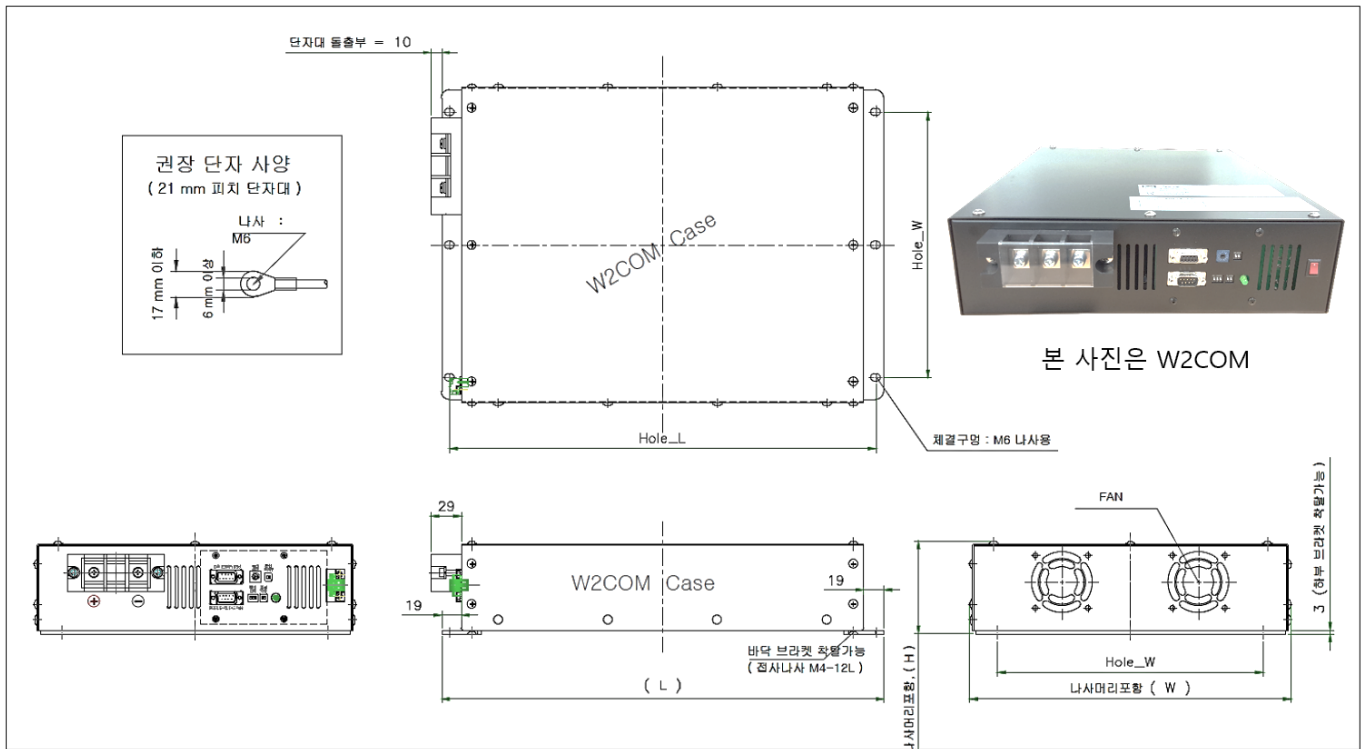 단자대 돌출부 = 10
권장 단자 사양
( 21 mm 피치 단자대 )
나사 :
M6
17 mm 이하
6 mm 이상
W2COM Case
Hole_W
Hole_L
체결구멍 : M6 나사용
본 사진은 W2COM
29
W2COM Case
19
19
바닥 브라켓 착탈가능
( 접사나사 M4-12L)
( L )
나사머리포함, ( H )
FAN
3 (하부 브라켓 착탈가능 )
Hole_W
나사머리포함 ( W )
+
−